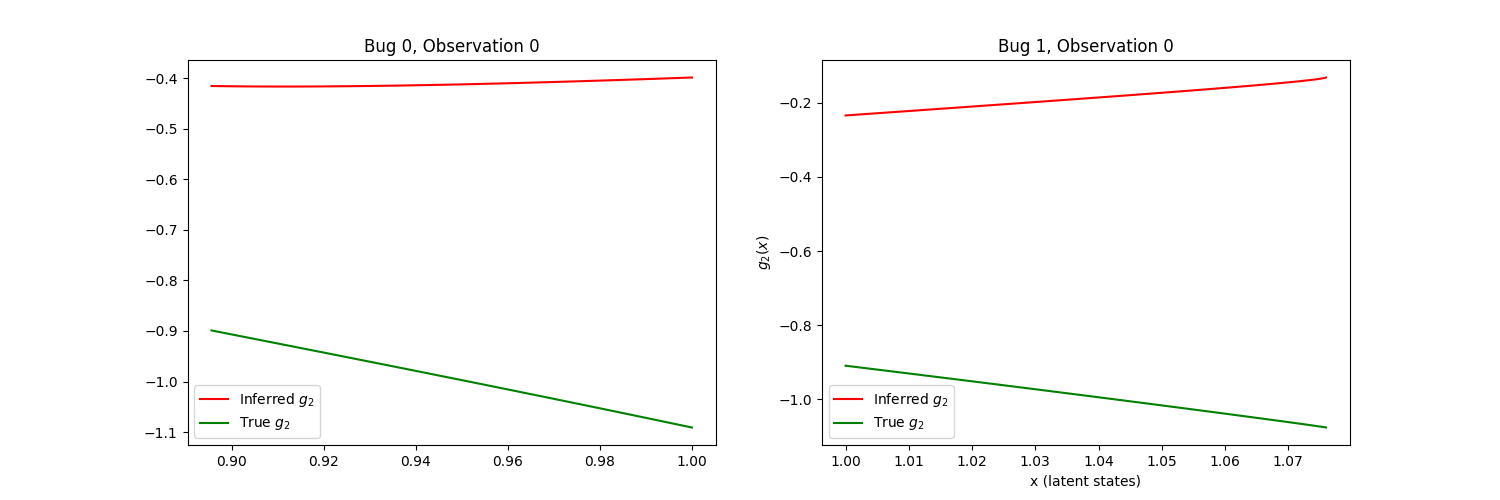 Bug 0, Observation 0
−0.4
−0.5
−0.6
−0.7
−0.8
−0.9
−1.0
−1.1
Inferred g₂
True g₂
0.90 0.92 0.94 0.96 0.98 1.00
Bug 1, Observation 0
g₂(x)
−0.2
−0.4
−0.6
−0.8
−1.0
Inferred g₂
True g₂
1.00 1.01 1.02 1.03 1.04 1.05 1.06 1.07
x (latent states)